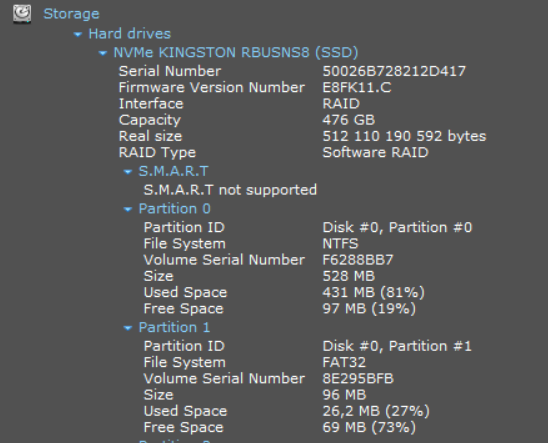 Storage
Hard drives
NVMe KINGSTON RBUSNS8 (SSD)
Serial Number 50026B728212D417
Firmware Version Number E8FK11.C
Interface RAID
Capacity 476 GB
Real size 512 110 190 592 bytes
RAID Type Software RAID
S.M.A.R.T
S.M.A.R.T not supported
Partition 0
Partition ID Disk #0, Partition #0
File System NTFS
Volume Serial Number F6288BB7
Size 528 MB
Used Space 431 MB (81%)
Free Space 97 MB (19%)
Partition 1
Partition ID Disk #0, Partition #1
File System FAT32
Volume Serial Number 8E295BFB
Size 96 MB
Used Space 26,2 MB (27%)
Free Space 69 MB (73%)